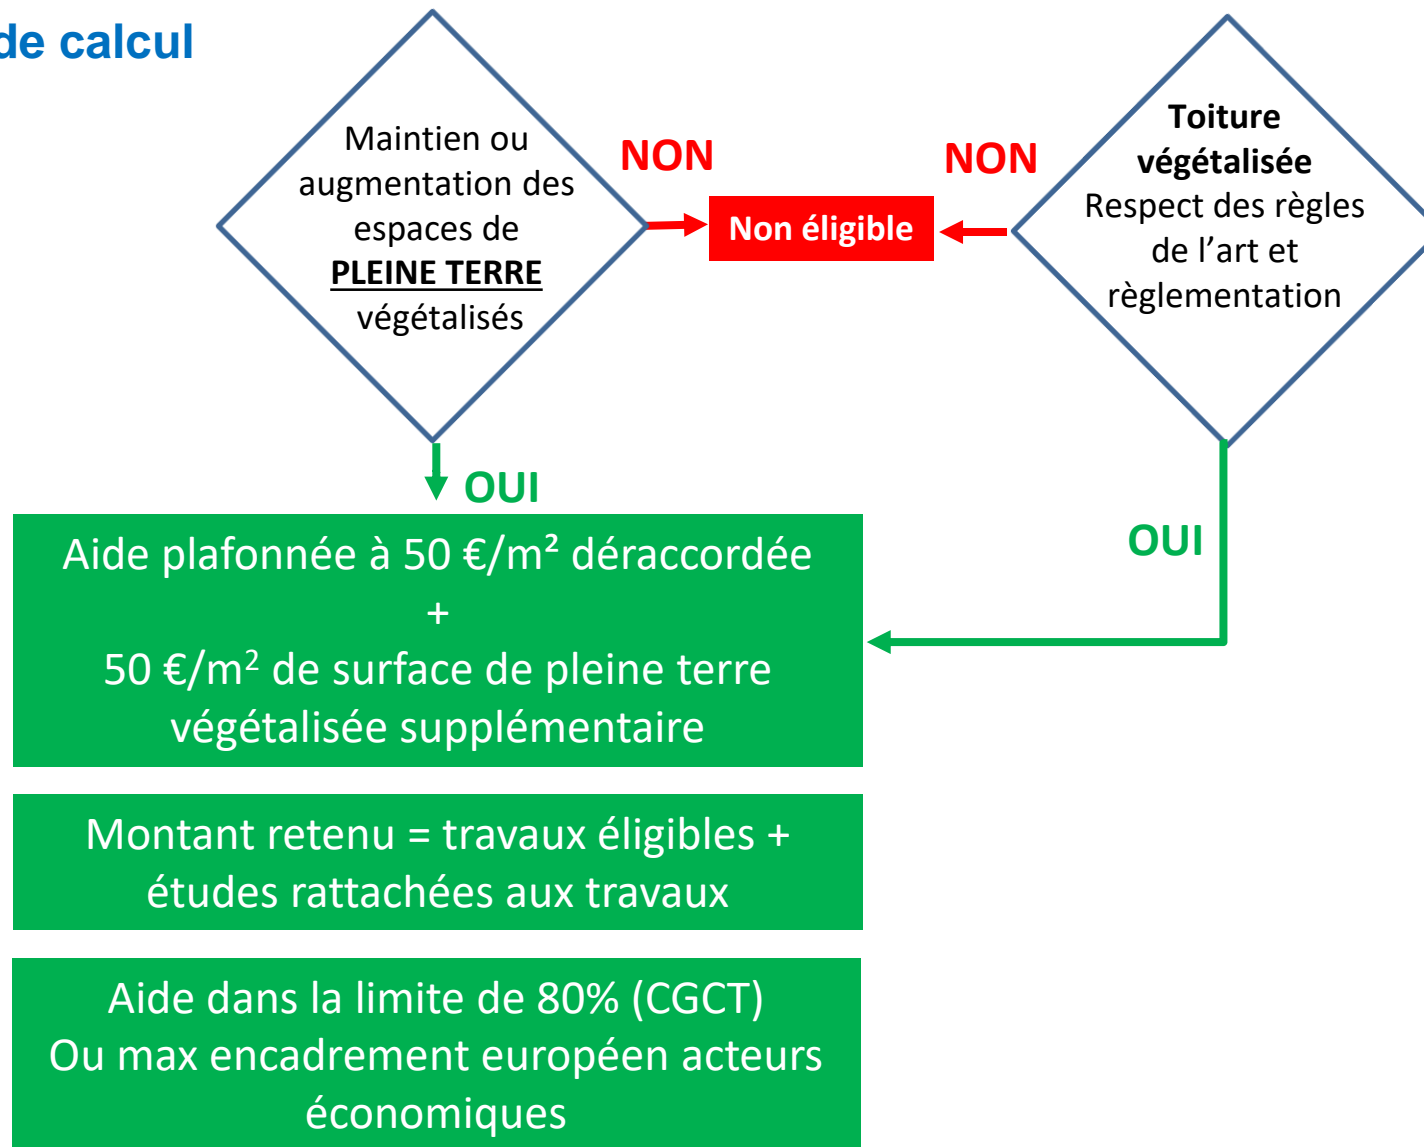 de calcul
Maintien ou
augmentation des
espaces de
PLEINE TERRE
végétalisés
NON
Non éligible
NON
Toiture
végétalisée
Respect des règles
de l’art et
règlementation
OUI
OUI
Aide plafonnée à 50 €/m² déraccordée
+
50 €/m² de surface de pleine terre
végétalisée supplémentaire
Montant retenu = travaux éligibles +
études rattachées aux travaux
Aide dans la limite de 80% (CGCT)
Ou max encadrement européen acteurs
économiques